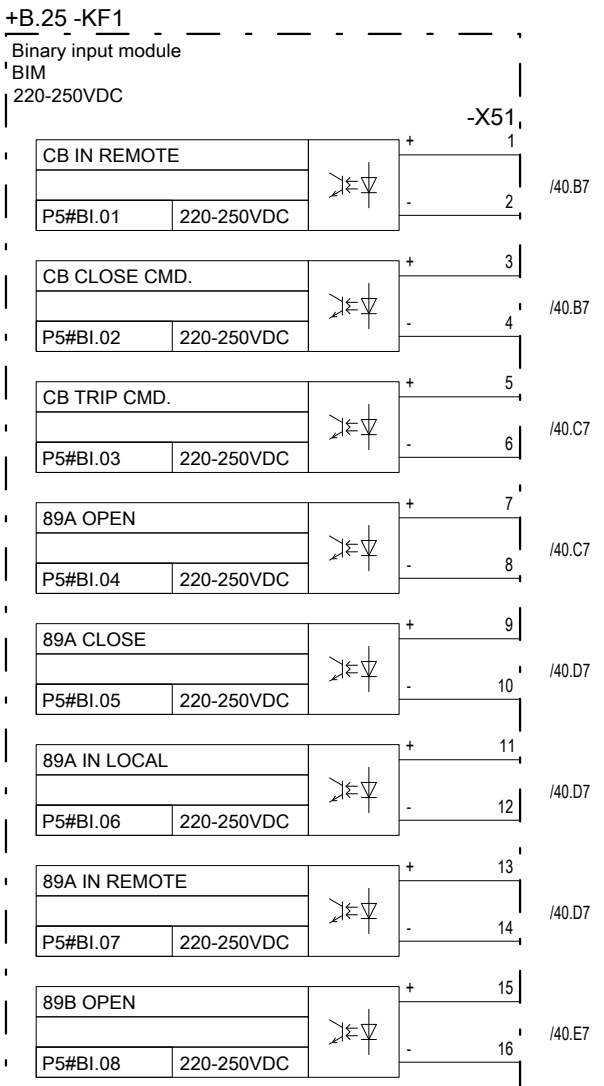 +B.25 -KF1
Binary input module
BIM
220-250VDC
-X51
CB IN REMOTE
+ 1
/40.B7
- 2
P5#BI.01 220-250VDC
CB CLOSE CMD.
+ 3
/40.B7
- 4
P5#BI.02 220-250VDC
CB TRIP CMD.
+ 5
/40.C7
- 6
P5#BI.03 220-250VDC
89A OPEN
+ 7
/40.C7
- 8
P5#BI.04 220-250VDC
89A CLOSE
+ 9
/40.D7
- 10
P5#BI.05 220-250VDC
89A IN LOCAL
+ 11
/40.D7
- 12
P5#BI.06 220-250VDC
89A IN REMOTE
+ 13
/40.D7
- 14
P5#BI.07 220-250VDC
89B OPEN
+ 15
/40.E7
- 16
P5#BI.08 220-250VDC